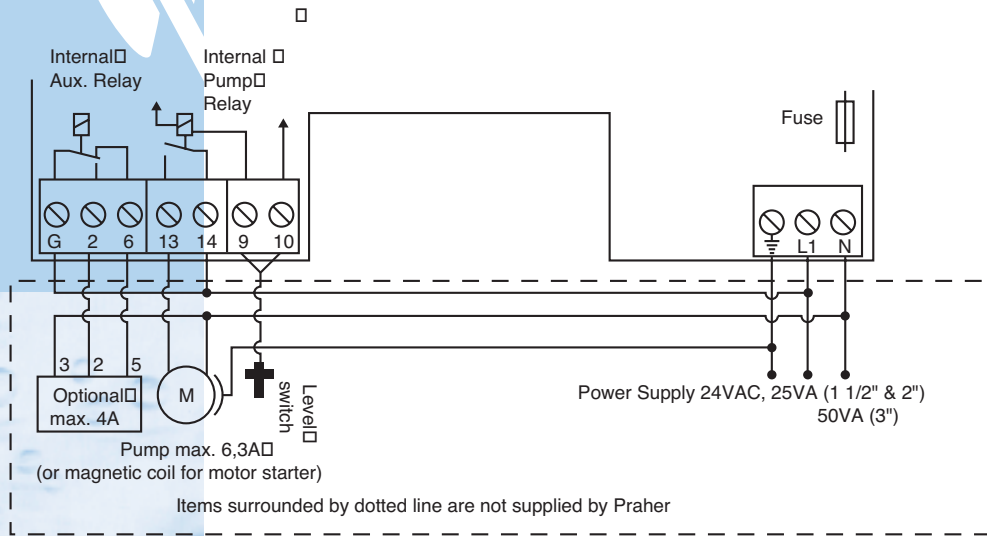 Internal□
Aux. Relay
Internal □
Pump□
Relay
□
Fuse
G 2 6 13 14 9 10
L1 N
3 2 5
Optional□
max. 4A
M
Level□
switch
Power Supply 24VAC, 25VA (1 1/2" & 2")
50VA (3")
Pump max. 6,3A□
(or magnetic coil for motor starter)
Items surrounded by dotted line are not supplied by Praher